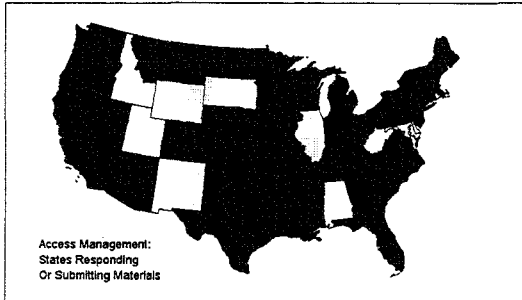 Access Management:
States Responding
Or Submitting Materials